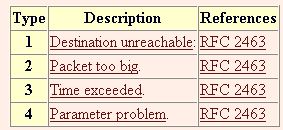 Type Description References
1 Destination unreachable: RFC 2463
2 Packet too big. RFC 2463
3 Time exceeded. RFC 2463
4 Parameter problem. RFC 2463